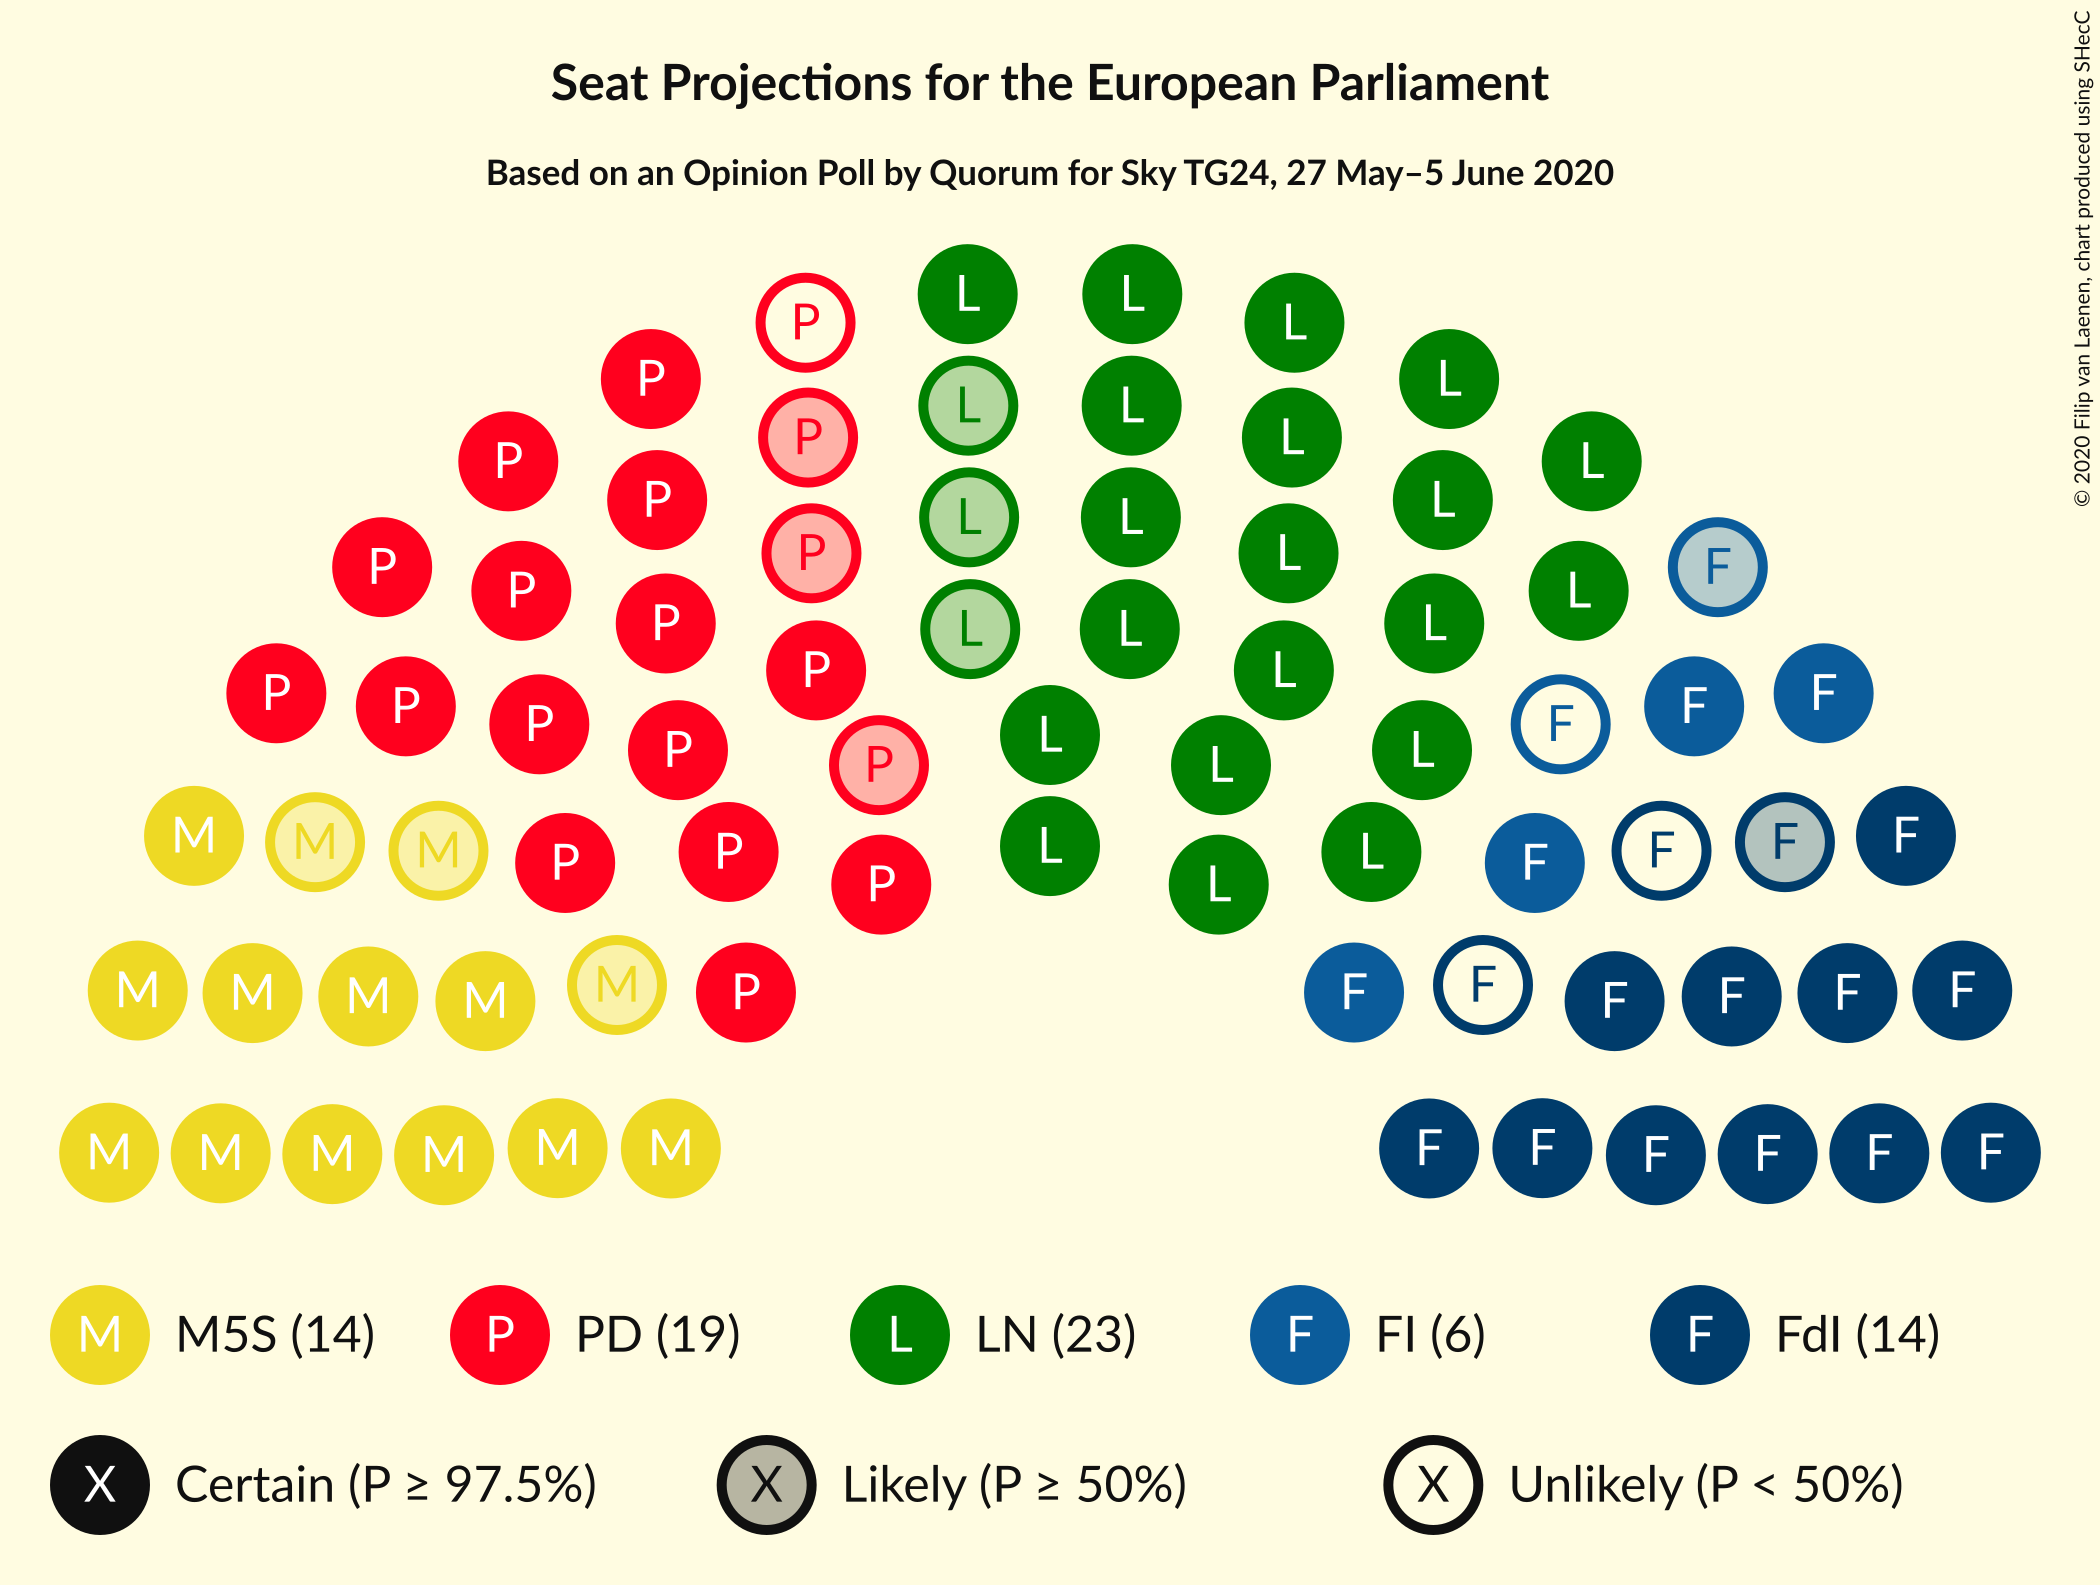 Seat Projections for the European Parliament
Based on an Opinion Poll by Quorum for Sky TG24, 27 May–5 June 2020
© 2020 Filip van Laenen, chart produced using SHecC
L L
P L L
P L
P L L
P L L
P P L L
L L
P P L L
P F
P P L L
P L L
P P L L
P P F F
P P F
P P L L
L
P L L
M F
M M P P L L F F F
P L
M M M M M P F F F F F F
M M M M M M F F F F F F
M M5S (14) P PD (19) L LN (23) F FI (6) F FdI (14)
X Certain (P ≥ 97.5%) X Likely (P ≥ 50%) X Unlikely (P < 50%)